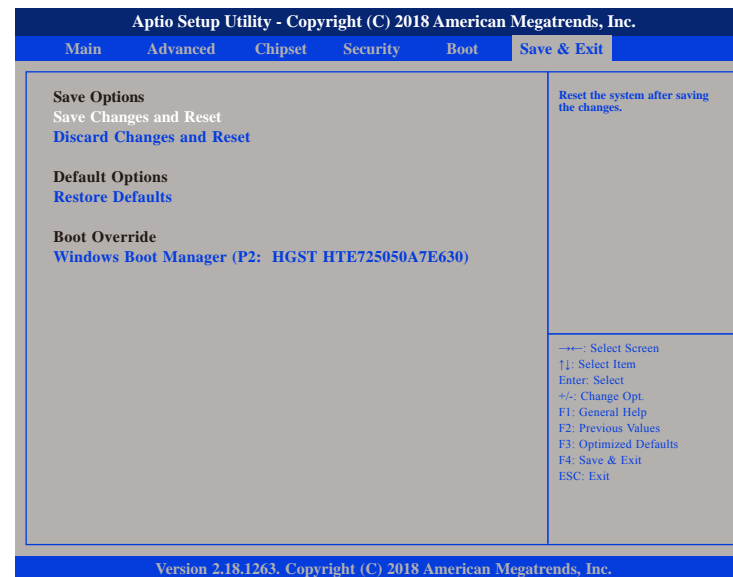 Aptio Setup Utility - Copyright (C) 2018 American Megatrends, Inc.
Main Advanced Chipset Security Boot Save & Exit
Save Options
Save Changes and Reset
Discard Changes and Reset
Default Options
Restore Defaults
Boot Override
Windows Boot Manager (P2: HGST HTE725050A7E630)
Reset the system after saving
the changes.
→←: Select Screen
↑↓: Select Item
Enter: Select
+/-: Change Opt.
F1: General Help
F2: Previous Values
F3: Optimized Defaults
F4: Save & Exit
ESC: Exit
Version 2.18.1263. Copyright (C) 2018 American Megatrends, Inc.